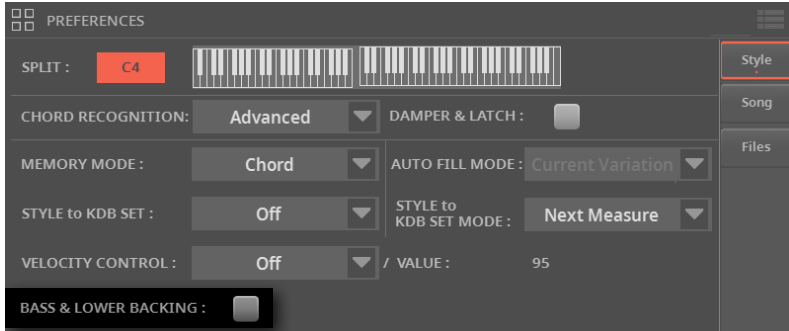 PREFERENCES
SPLIT : C4
Style
CHORD RECOGNITION: Advanced DAMPER & LATCH :
Song
Files
MEMORY MODE : Chord AUTO FILL MODE : Current Variation
STYLE to KDB SET : Off STYLE to
KDB SET MODE : Next Measure
VELOCITY CONTROL : Off / VALUE : 95
BASS & LOWER BACKING :